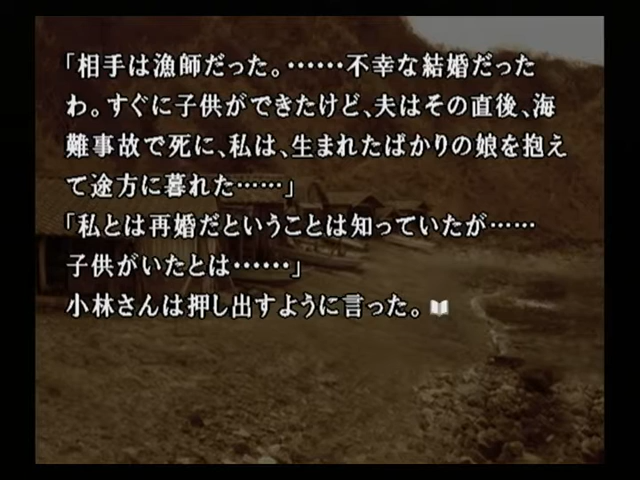 「相手は漁師だった。……不幸な結婚だった
わ。すぐに子供ができたけど、夫はその直後、海
難事故で死に、私は、生まれたばかりの娘を抱え
て途方に暮れた……」
「私とは再婚だということは知っていたが……
子供がいたとは……」
小林さんは押し出すように言った。